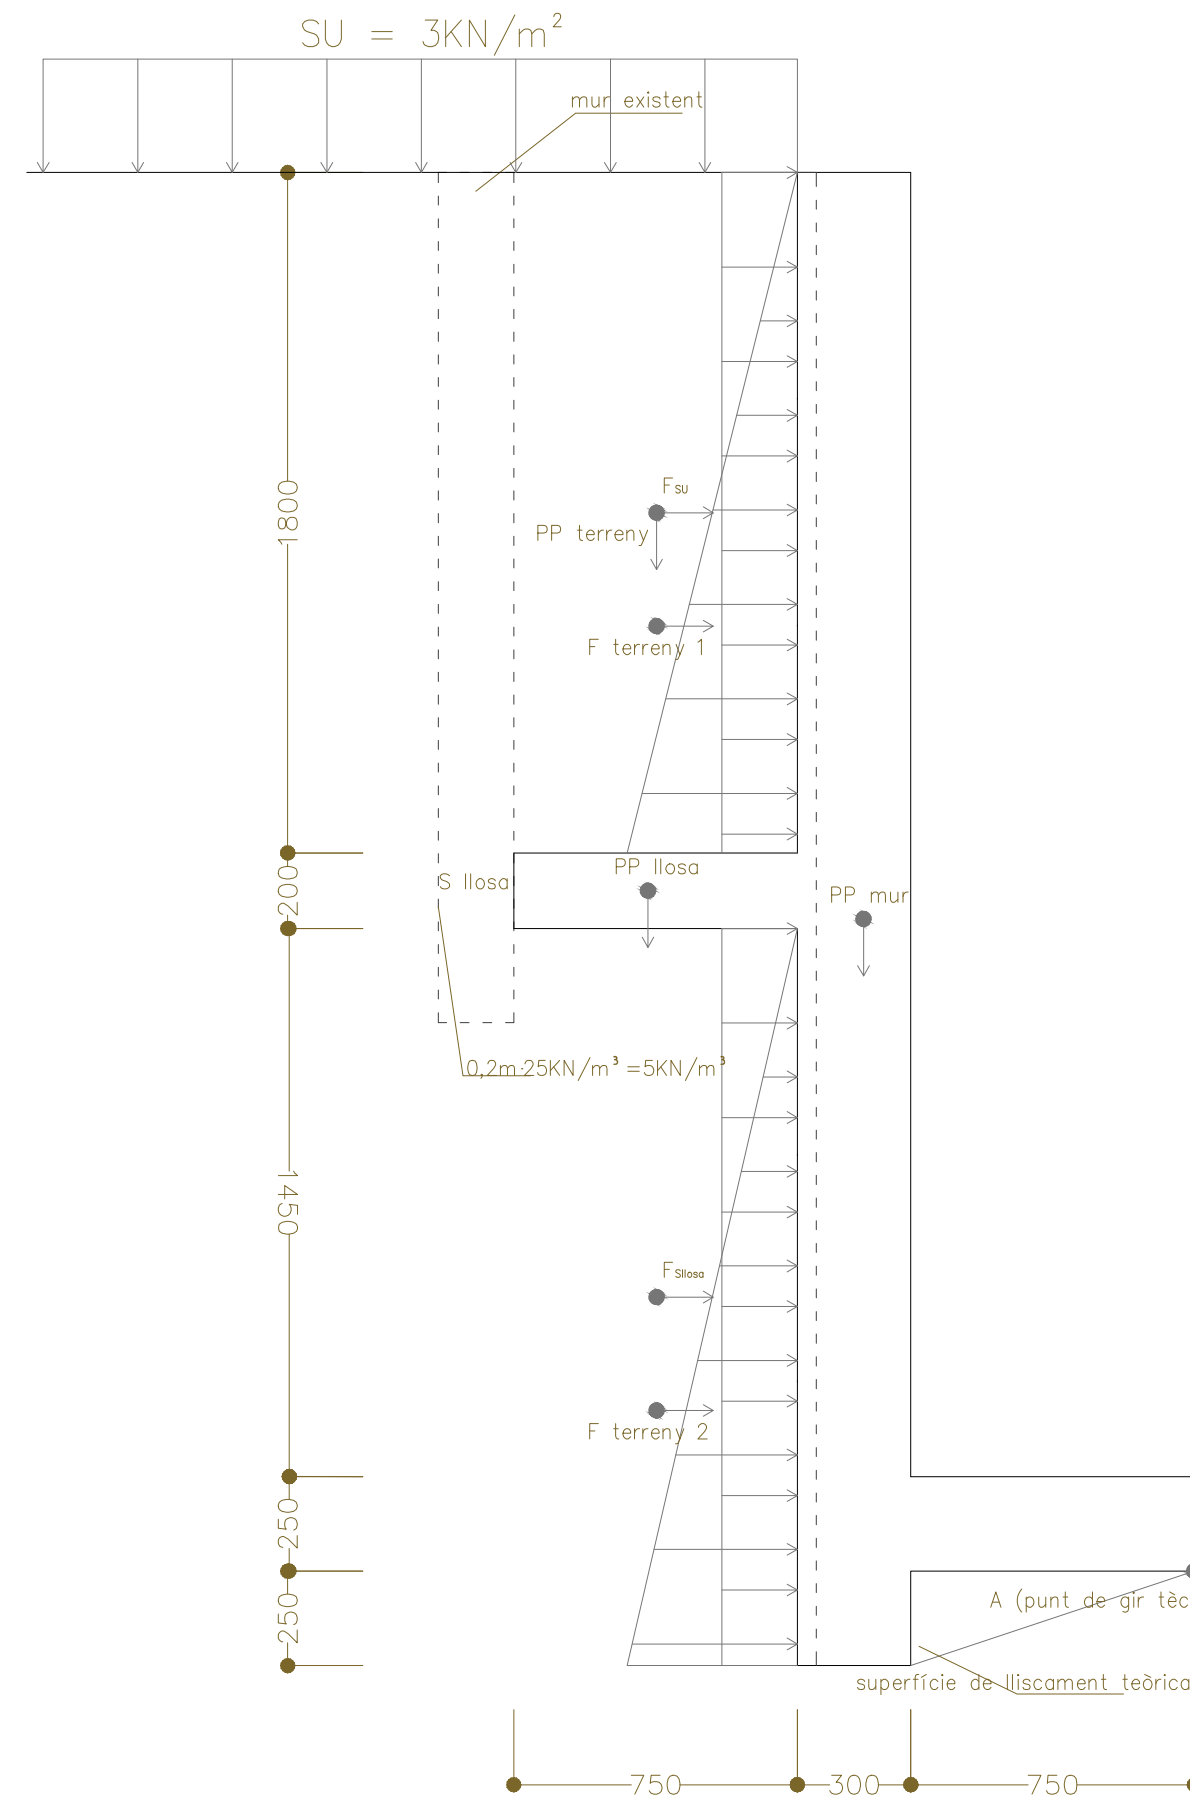 SU = 3KN/m²
mur existent
1800
F SU
PP terreny
F terreny 1
PP llosa
S llosa
200
PP mur
0,2m·25KN/m³ =5KN/m³
1450
F Sllosa
F terreny 2
250
250
A (punt de gir tèc
superfície de lliscament teòrica
750
300
750